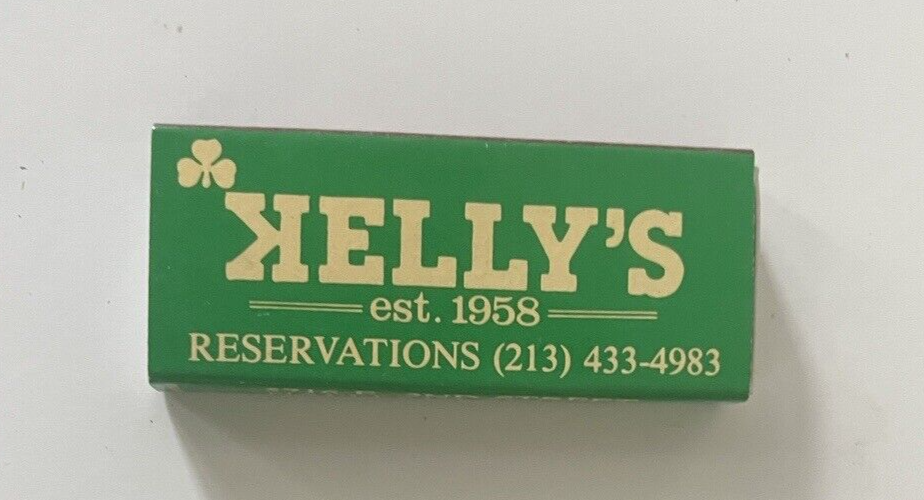 KELLY'S
est. 1958
RESERVATIONS (213) 433-4983